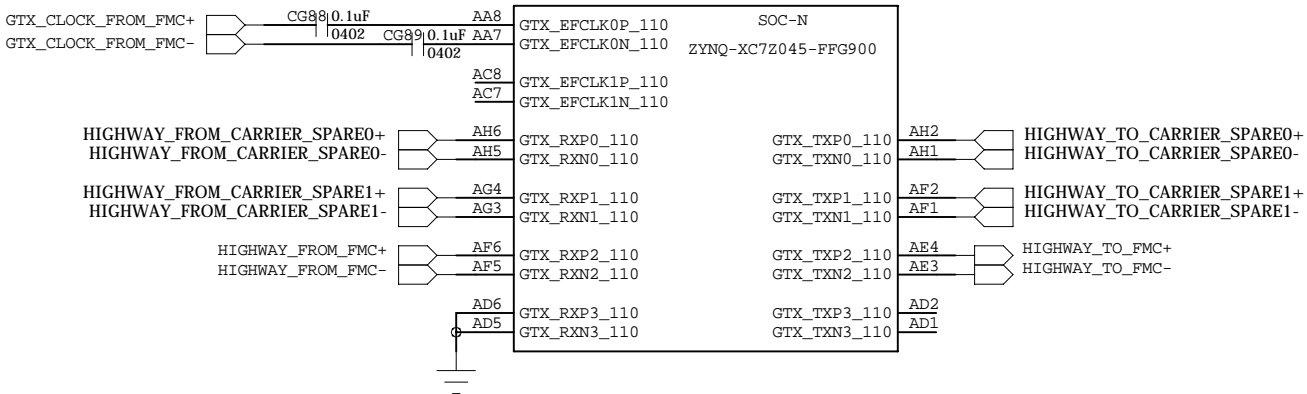 GTX_CLOCK_FROM_FMC+ CG88 0.1uF 0402 AA8 GTX_EFCLK0P_110 SOC-N
GTX_CLOCK_FROM_FMC- CG89 0.1uF 0402 AA7 GTX_EFCLK0N_110 ZYNQ-XC7Z045-FFG900
AC8 GTX_EFCLK1P_110
AC7 GTX_EFCLK1N_110
HIGHWAY_FROM_CARRIER_SPARE0+ AH6 GTX_RXP0_110 GTX_TXP0_110 AH2 HIGHWAY_TO_CARRIER_SPARE0+
HIGHWAY_FROM_CARRIER_SPARE0- AH5 GTX_RXN0_110 GTX_TXN0_110 AH1 HIGHWAY_TO_CARRIER_SPARE0-
HIGHWAY_FROM_CARRIER_SPARE1+ AG4 GTX_RXP1_110 GTX_TXP1_110 AF2 HIGHWAY_TO_CARRIER_SPARE1+
HIGHWAY_FROM_CARRIER_SPARE1- AG3 GTX_RXN1_110 GTX_TXN1_110 AF1 HIGHWAY_TO_CARRIER_SPARE1-
HIGHWAY_FROM_FMC+ AF6 GTX_RXP2_110 GTX_TXP2_110 AE4 HIGHWAY_TO_FMC+
HIGHWAY_FROM_FMC- AF5 GTX_RXN2_110 GTX_TXN2_110 AE3 HIGHWAY_TO_FMC-
AD6 GTX_RXP3_110 GTX_TXP3_110 AD2
AD5 GTX_RXN3_110 GTX_TXN3_110 AD1